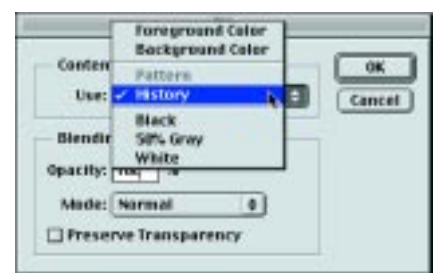 Foreground Color
Background Color
Pattern
Use: ✓ History
Black
50% Gray
White
Conten
OK
Cancel
Blendin
Opacity: %
Mode: Normal
Preserve Transparency